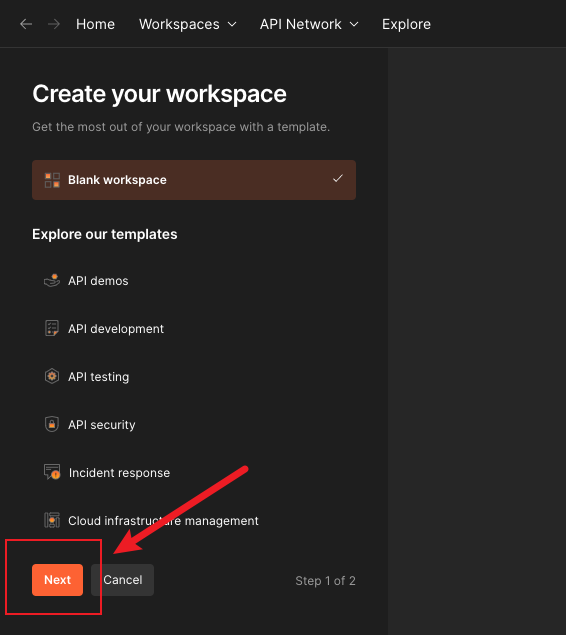 Home Workspaces API Network Explore
Create your workspace
Get the most out of your workspace with a template.
Blank workspace
Explore our templates
API demos
API development
API testing
API security
Incident response
Cloud infrastructure management
Next Cancel Step 1 of 2